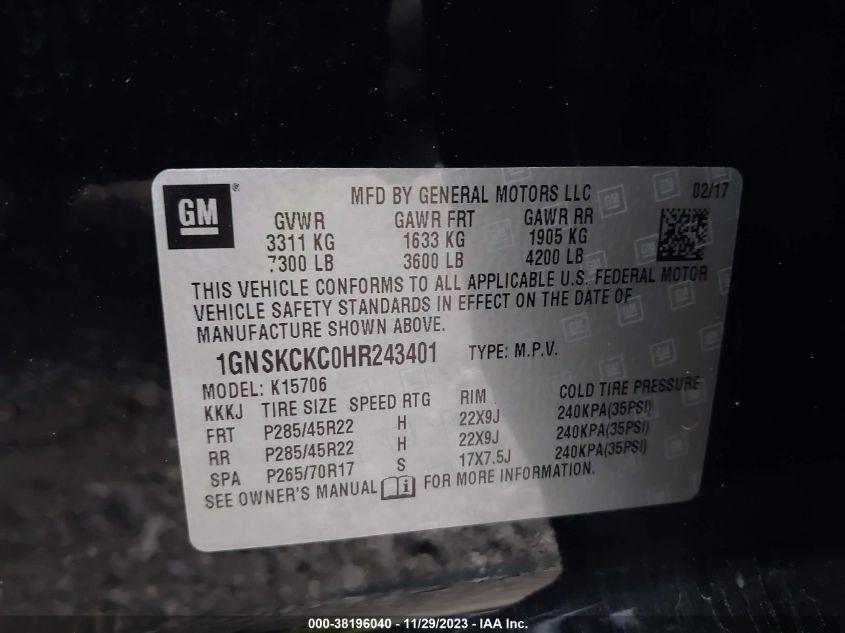 GM ® MFD BY GENERAL MOTORS LLC 02/17
GVWR GAWR FRT GAWR RR
3311 KG 1633 KG 1905 KG
7300 LB 3600 LB 4200 LB
THIS VEHICLE CONFORMS TO ALL APPLICABLE U.S. FEDERAL MOTOR
VEHICLE SAFETY STANDARDS IN EFFECT ON THE DATE OF
MANUFACTURE SHOWN ABOVE.
1GNSKCKC0HR243401 TYPE: M.P.V.
MODEL: K15706
KKKJ TIRE SIZE SPEED RTG RIM COLD TIRE PRESSURE
FRT P285/45R22 H 22X9J 240KPA(35PSI)
RR P285/45R22 H 22X9J 240KPA(35PSI)
SPA P265/70R17 S 17X7.5J 240KPA(35PSI)
SEE OWNER'S MANUAL FOR MORE INFORMATION.
000-38196040 - 11/29/2023 - IAA Inc.